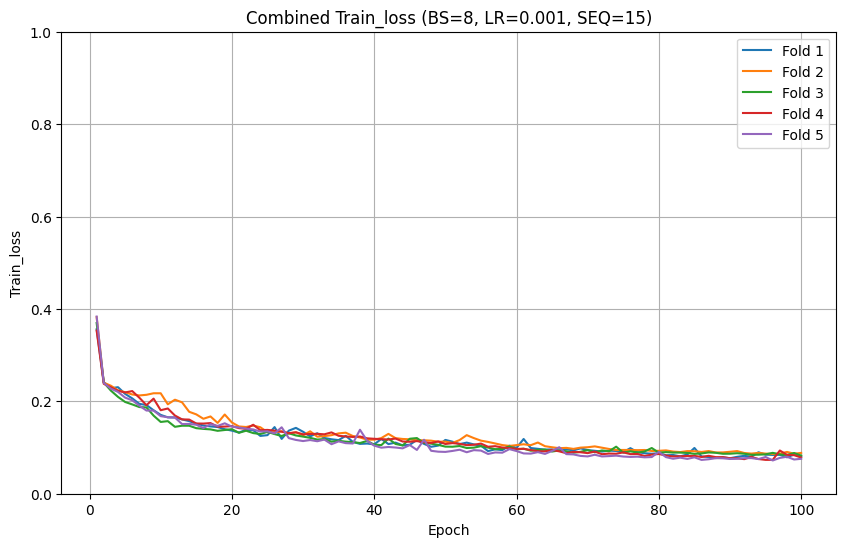 Combined Train_loss (BS=8, LR=0.001, SEQ=15)
1.0
0.8
0.6
0.4
0.2
0.0
Train_loss
0
20
40
60
80
100
Epoch
Fold 1
Fold 2
Fold 3
Fold 4
Fold 5